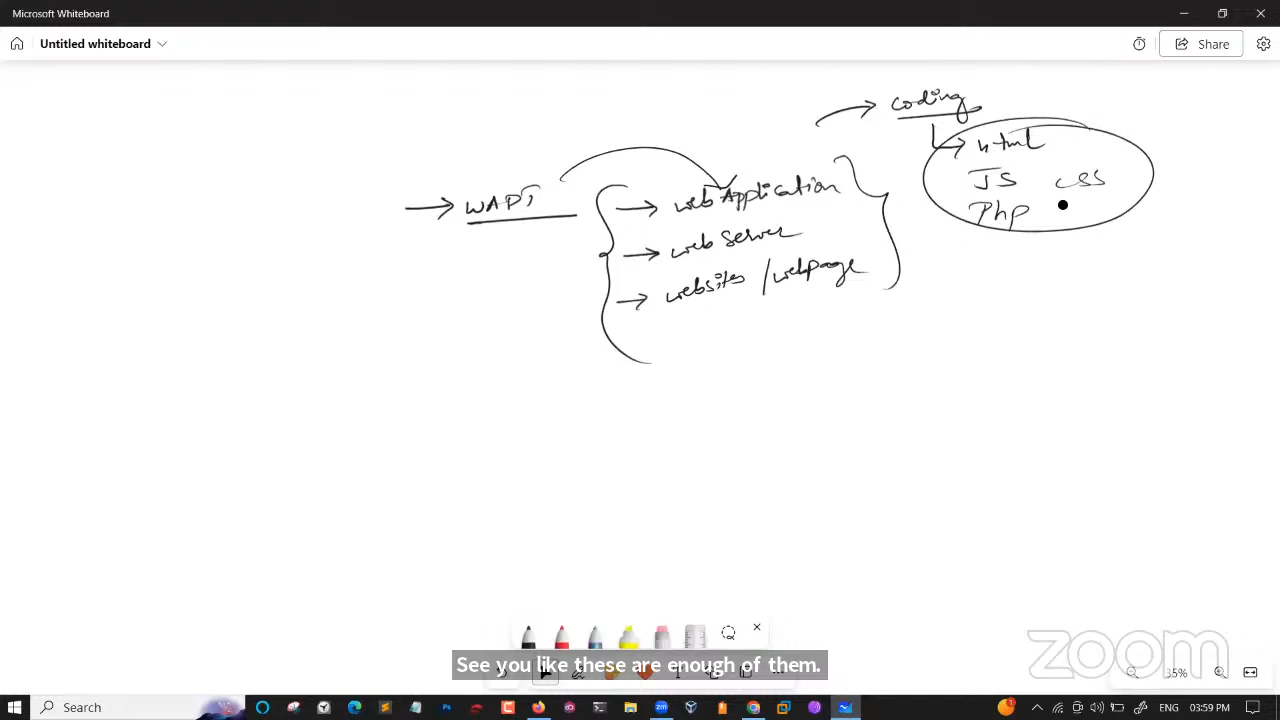 Microsoft Whiteboard
Untitled whiteboard
Share
coding
→ html
JS css
Php
→ WAPT
→ web Application
→ web server
→ websites / webpage
See you like these are enough of them.
zoom
35%
Search
ENG 03:59 PM